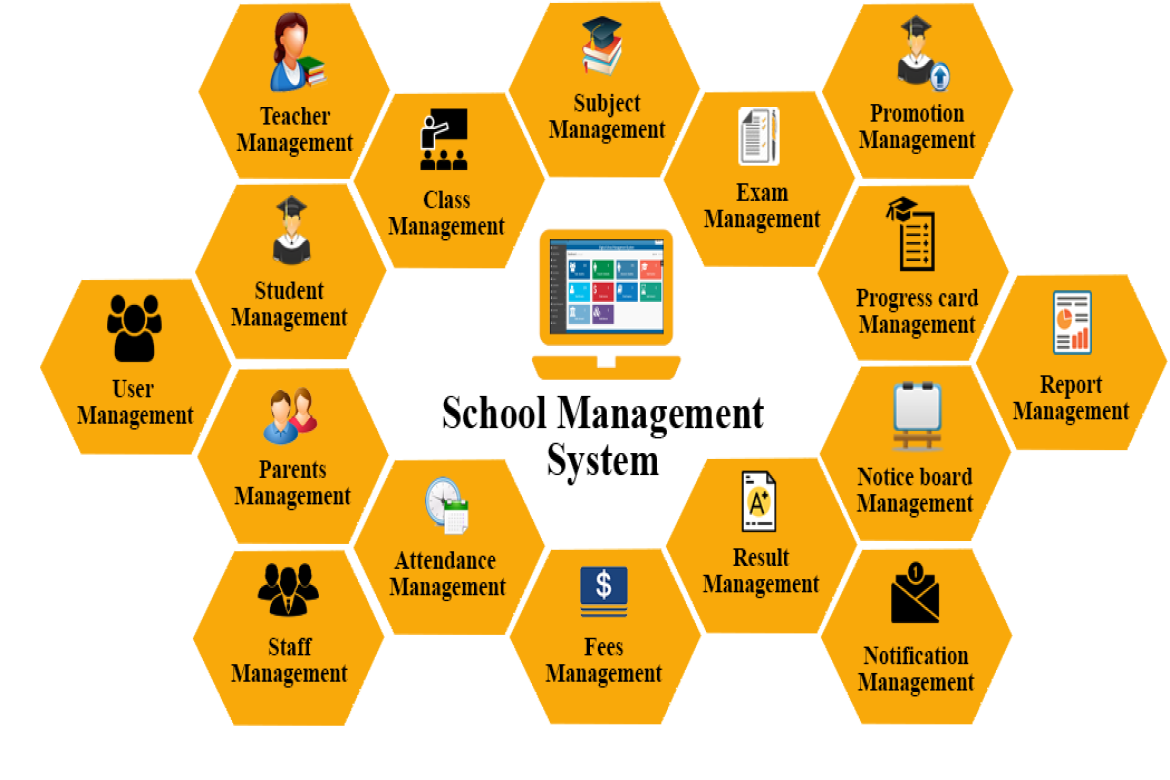 Teacher
Management
Subject
Management
Promotion
Management
Class
Management
Exam
Management
Student
Management
Progress card
Management
User
Management
Report
Management
School Management
System
Parents
Management
Notice board
Management
Attendance
Management
Result
Management
Staff
Management
Fees
Management
Notification
Management
$
A+
1